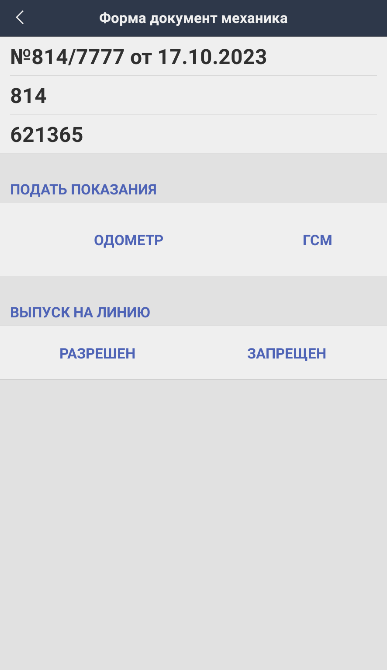 Форма документ механика
№814/7777 от 17.10.2023
814
621365
ПОДАТЬ ПОКАЗАНИЯ
ОДОМЕТР ГСМ
ВЫПУСК НА ЛИНИЮ
РАЗРЕШЕН ЗАПРЕЩЕН